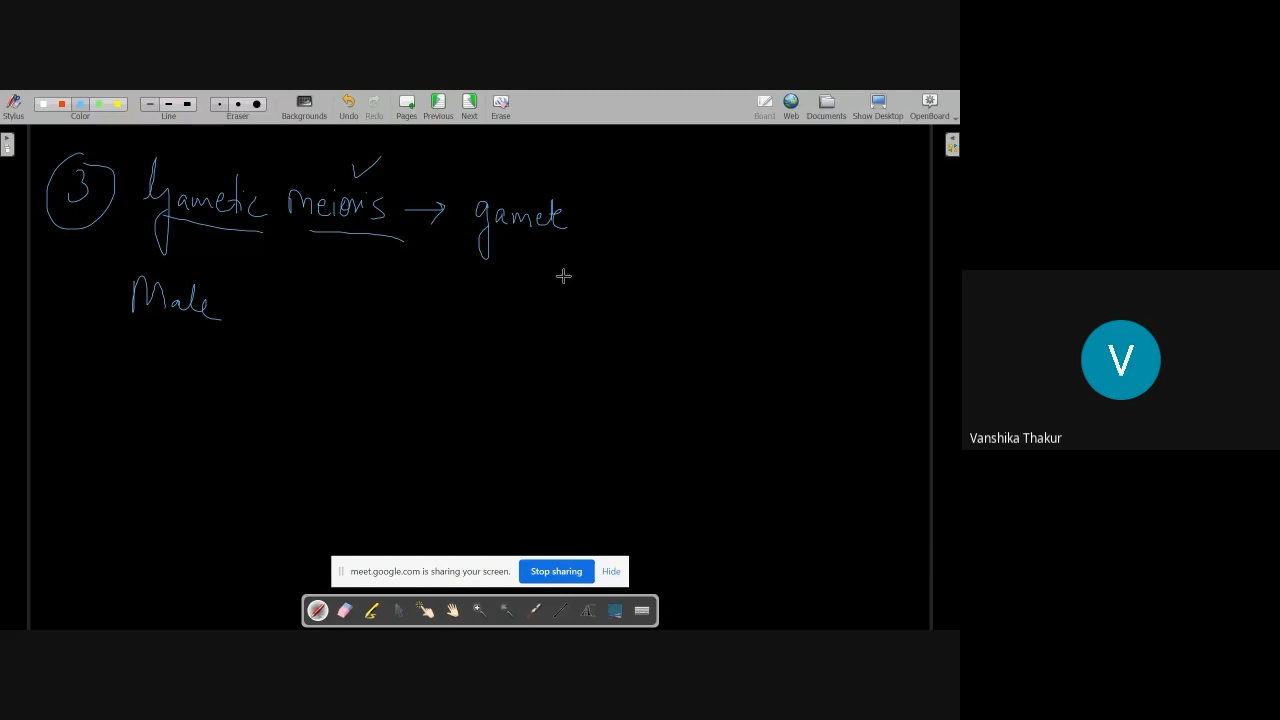 Stylus Color Line Eraser Backgrounds Undo Redo Pages Previous Next Erase Board Web Documents Show Desktop OpenBoard
3 Gametic meiosis → gamete
Male
V
Vanshika Thakur
meet.google.com is sharing your screen. Stop sharing Hide